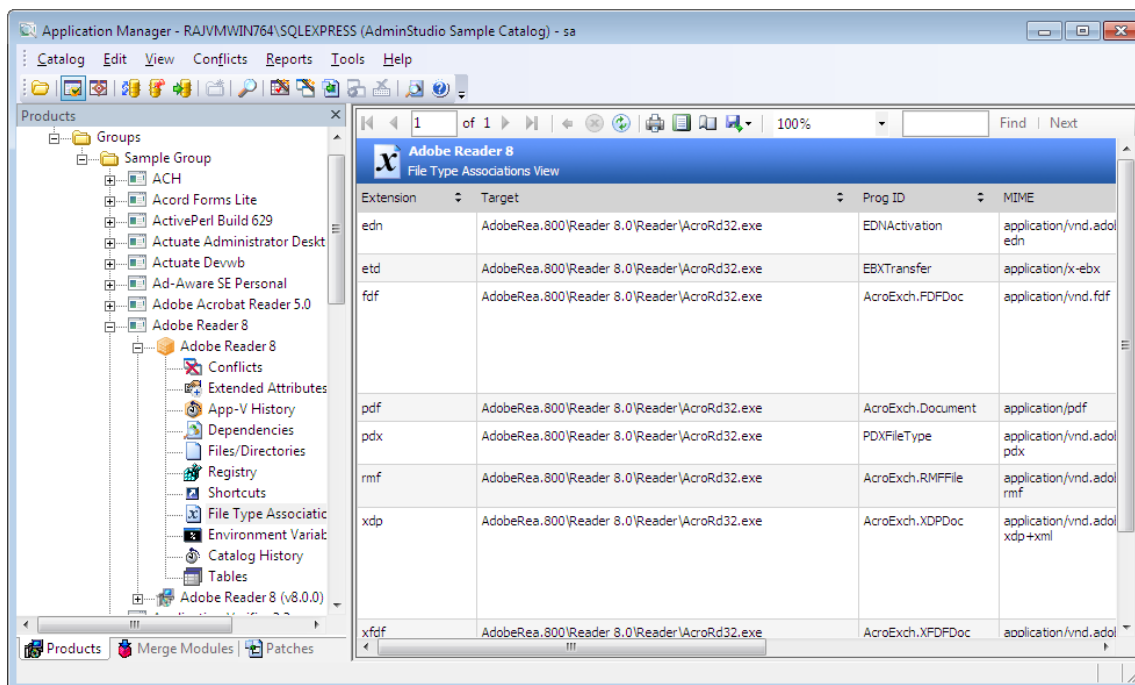 Application Manager - RAJVMWIN764\SQLEXPRESS (AdminStudio Sample Catalog) - sa
Catalog Edit View Conflicts Reports Tools Help
Products
Groups
Sample Group
ACH
Acord Forms Lite
ActivePerl Build 629
Actuate Administrator Deskt
Actuate Devwb
Ad-Aware SE Personal
Adobe Acrobat Reader 5.0
Adobe Reader 8
Adobe Reader 8
Conflicts
Extended Attributes
App-V History
Dependencies
Files/Directories
Registry
Shortcuts
File Type Associatic
Environment Variab
Catalog History
Tables
Adobe Reader 8 (v8.0.0)
Products Merge Modules Patches
1 of 1 100% Find | Next
Adobe Reader 8
File Type Associations View
Extension Target Prog ID MIME
edn AdobeRea.800\Reader 8.0\Reader\AcroRd32.exe EDNActivation application/vnd.adol
edn
etd AdobeRea.800\Reader 8.0\Reader\AcroRd32.exe EBXTransfer application/x-ebx
fdf AdobeRea.800\Reader 8.0\Reader\AcroRd32.exe AcroExch.FDFDoc application/vnd.fdf
pdf AdobeRea.800\Reader 8.0\Reader\AcroRd32.exe AcroExch.Document application/pdf
pdx AdobeRea.800\Reader 8.0\Reader\AcroRd32.exe PDXFileType application/vnd.adol
pdx
rmf AdobeRea.800\Reader 8.0\Reader\AcroRd32.exe AcroExch.RMFFile application/vnd.adol
rmf
xdp AdobeRea.800\Reader 8.0\Reader\AcroRd32.exe AcroExch.XDPDoc application/vnd.adol
xdp+xml
xfdf AdobeRea.800\Reader 8.0\Reader\AcroRd32.exe AcroExch.XFDFDoc application/vnd.adol